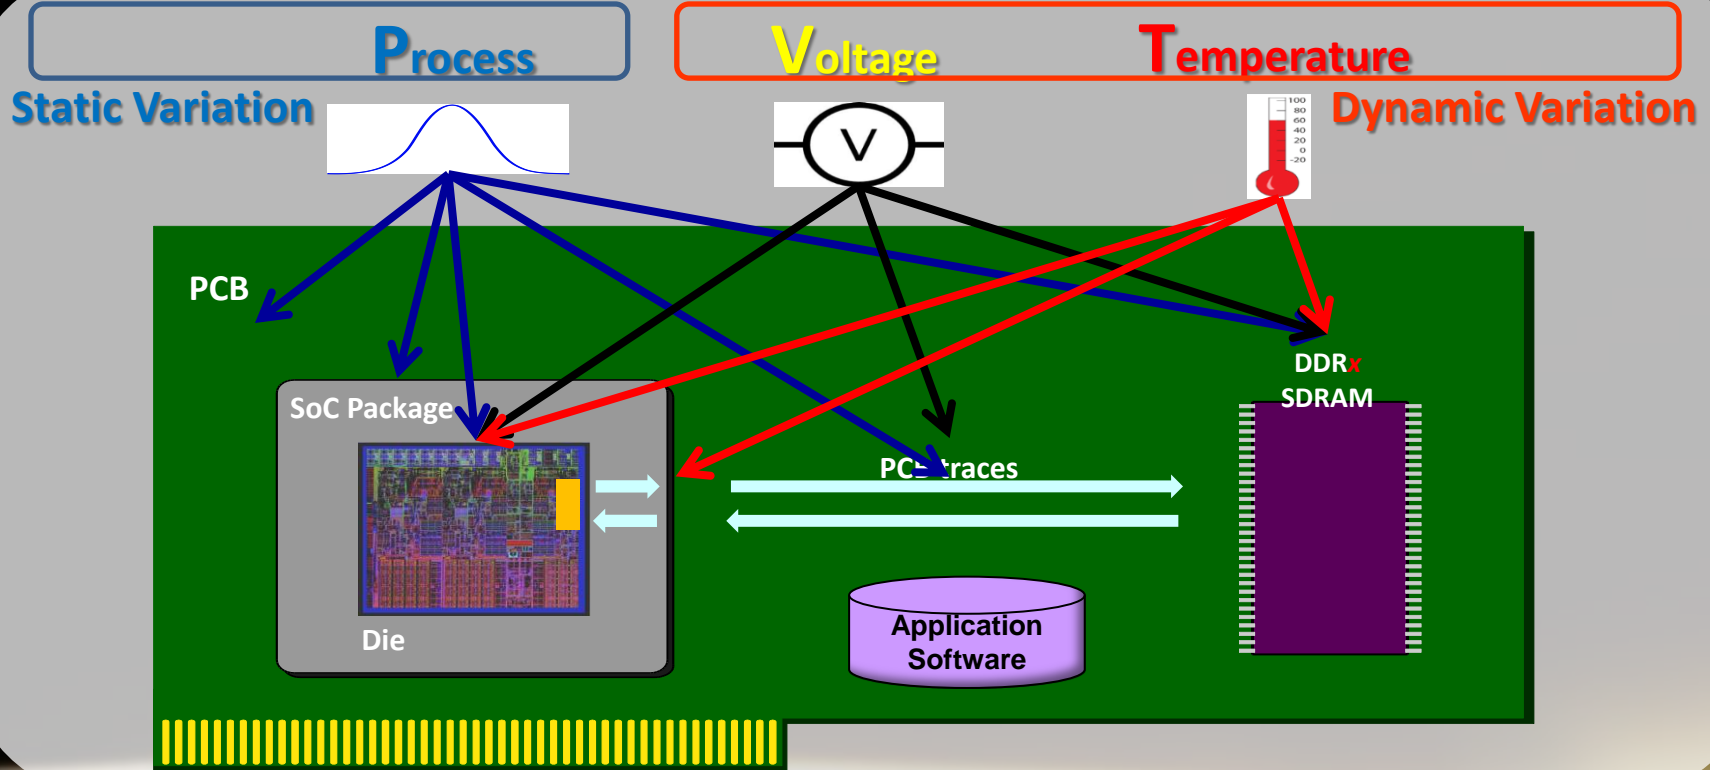 Process
Voltage
Temperature
Static Variation
Dynamic Variation
V
100
80
60
40
20
0
-20
PCB
DDRx
SDRAM
SoC Package
PCB traces
Application
Software
Die